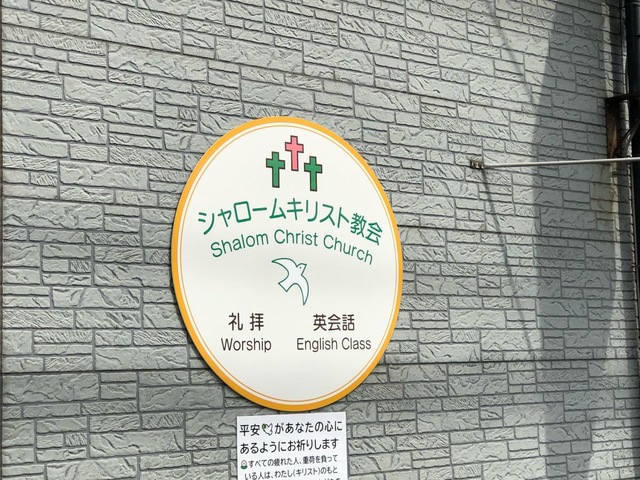 シャロームキリスト教会
Shalom Christ Church
礼拝 英会話
Worship English Class
平安があなたの心に
あるようにお祈りします
すべての疲れた人、重荷を負って
いる人は、わたし(キリスト)のもと